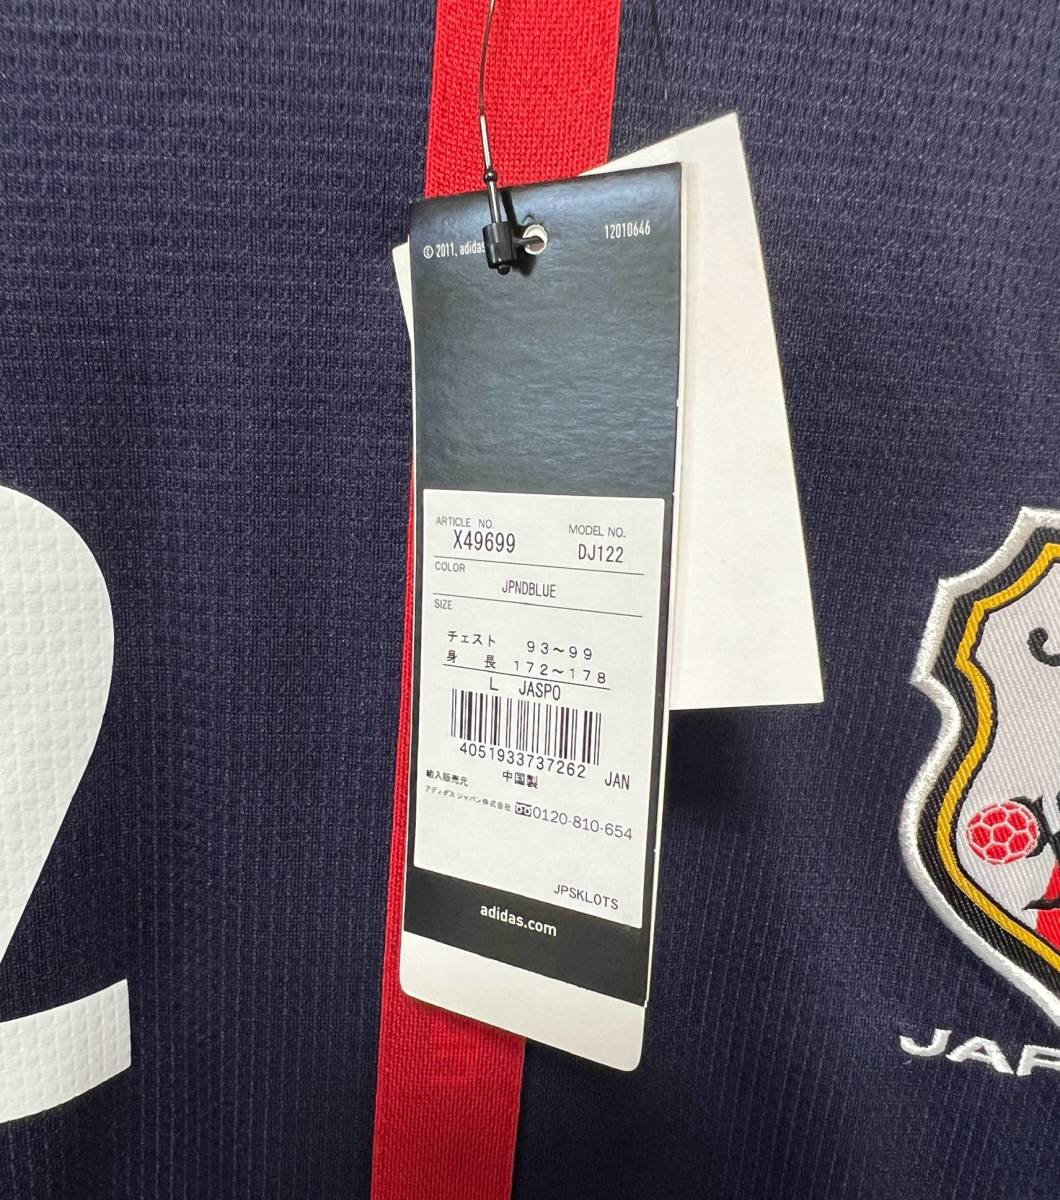 © 2011, adidas
12010646
ARTICLE NO.
X49699
MODEL NO.
DJ122
COLOR
JPNDBLUE
SIZE
チェスト 93~99
身 長 172~178
L JASPO
4051933737262 JAN
輸入販売元 中国製
アディダス ジャパン株式会社 0120-810-654
JPSKLOTS
adidas.com
2
J
JAP